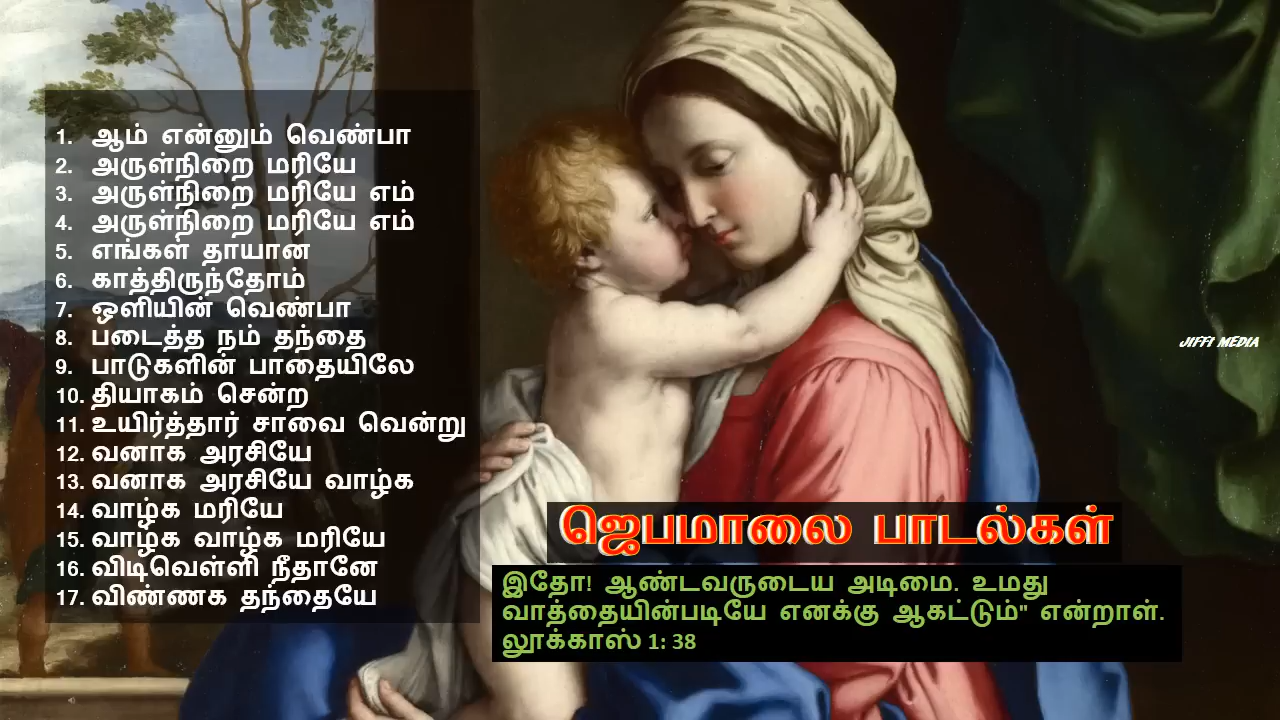 1. ஆம் என்னும் வெண்பா
2. அருள்நிறை மரியே
3. அருள்நிறை மரியே எம்
4. அருள்நிறை மரியே எம்
5. எங்கள் தாயான
6. காத்திருந்தோம்
7. ஒளியின் வெண்பா
8. படைத்த நம் தந்தை
9. பாடுகளின் பாதையிலே
10. தியாகம் சென்ற
11. உயிர்த்தார் சாவை வென்று
12. வனாக அரசியே
13. வனாக அரசியே வாழ்க
14. வாழ்க மரியே
15. வாழ்க வாழ்க மரியே
16. விடிவெள்ளி நீதானே
17. விண்ணக தந்தையே
JIFFI MEDIA
ஜெபமாலை பாடல்கள்
இதோ! ஆண்டவருடைய அடிமை. உமது
வாத்தையின்படியே எனக்கு ஆகட்டும்" என்றாள்.
லூக்காஸ் 1: 38